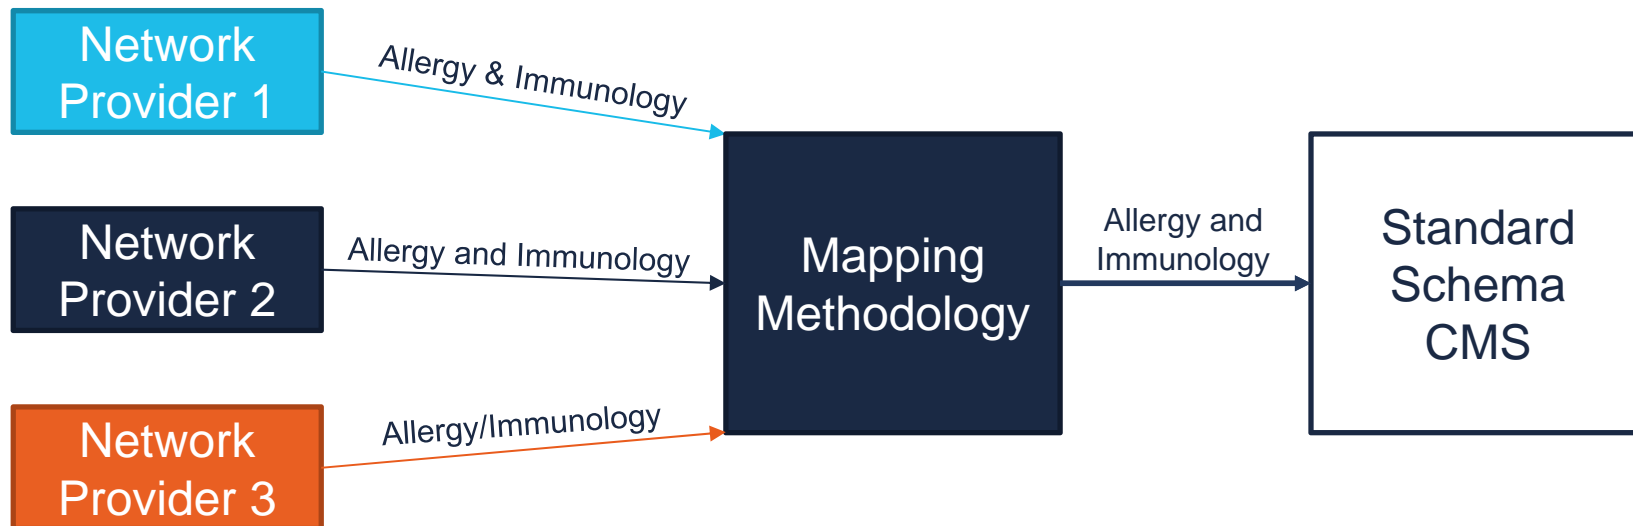 Network
Provider 1
Allergy & Immunology
Network
Provider 2
Allergy and Immunology
Network
Provider 3
Allergy/Immunology
Mapping
Methodology
Allergy and
Immunology
Standard
Schema
CMS